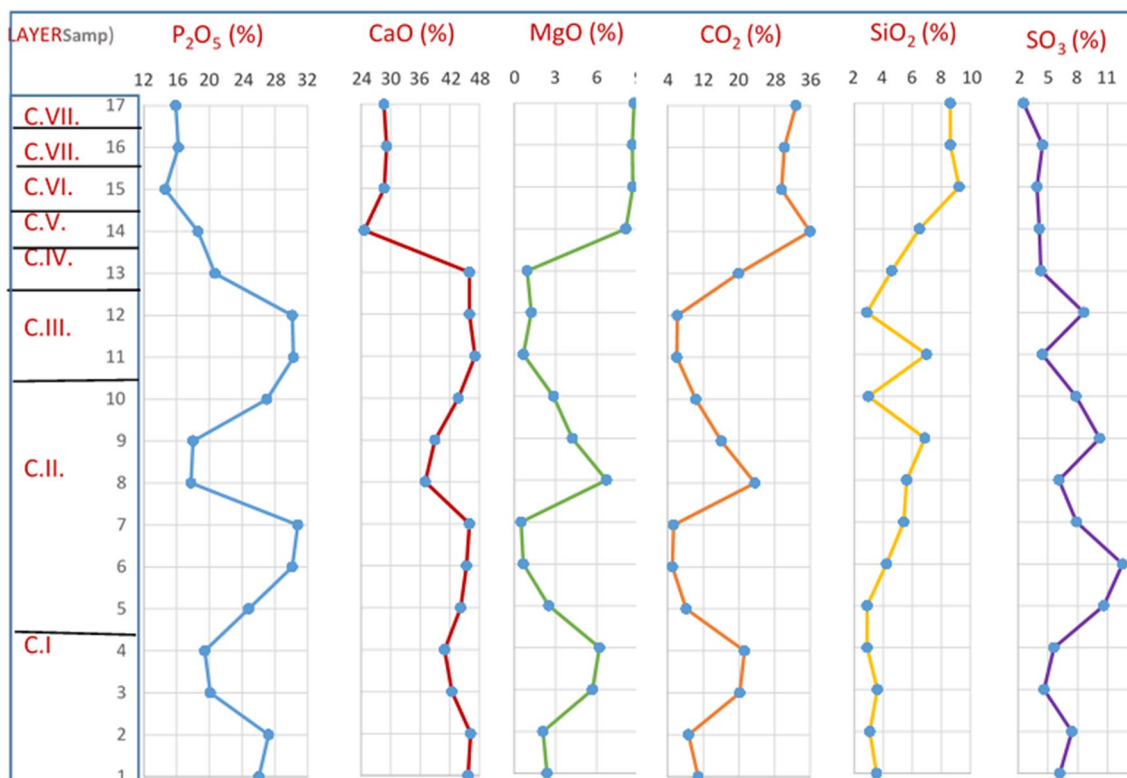 LAYER Samp) P₂O₅ (%) CaO (%) MgO (%) CO₂ (%) SiO₂ (%) SO₃ (%)
12 16 20 24 28 32 24 30 36 42 48 0 6 4 12 20 28 36 2 4 6 8 10 2 5 8 11
C.VII. 17
C.VII. 16
C.VI. 15
C.V. 14
C.IV. 13
12
C.III. 11
10
C.II. 9
8
7
6
5
C.I 4
3
2
1